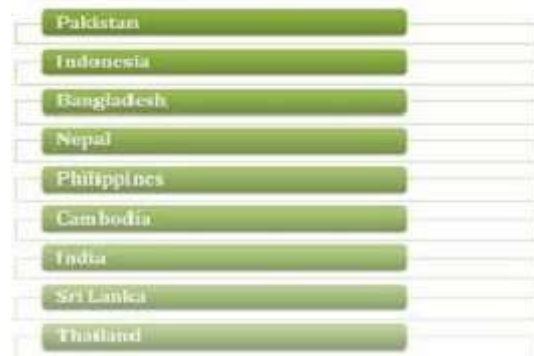 Pakistan
Indonesia
Bangladesh
Nepal
Philippines
Cambodia
India
Sri Lanka
Thailand